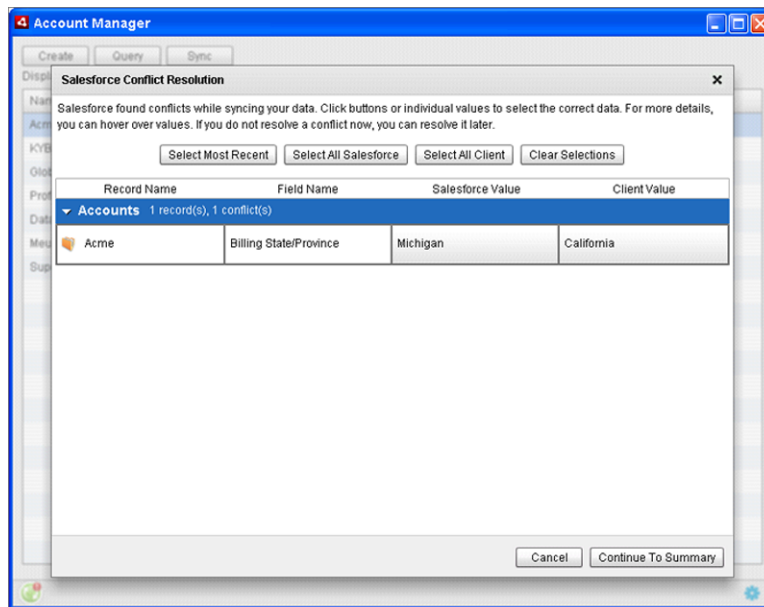 Account Manager
Create Query Sync
Salesforce Conflict Resolution
Salesforce found conflicts while syncing your data. Click buttons or individual values to select the correct data. For more details,
you can hover over values. If you do not resolve a conflict now, you can resolve it later.
Select Most Recent Select All Salesforce Select All Client Clear Selections
Record Name Field Name Salesforce Value Client Value
Accounts 1 record(s), 1 conflict(s)
Acme Billing State/Province Michigan California
Cancel Continue To Summary